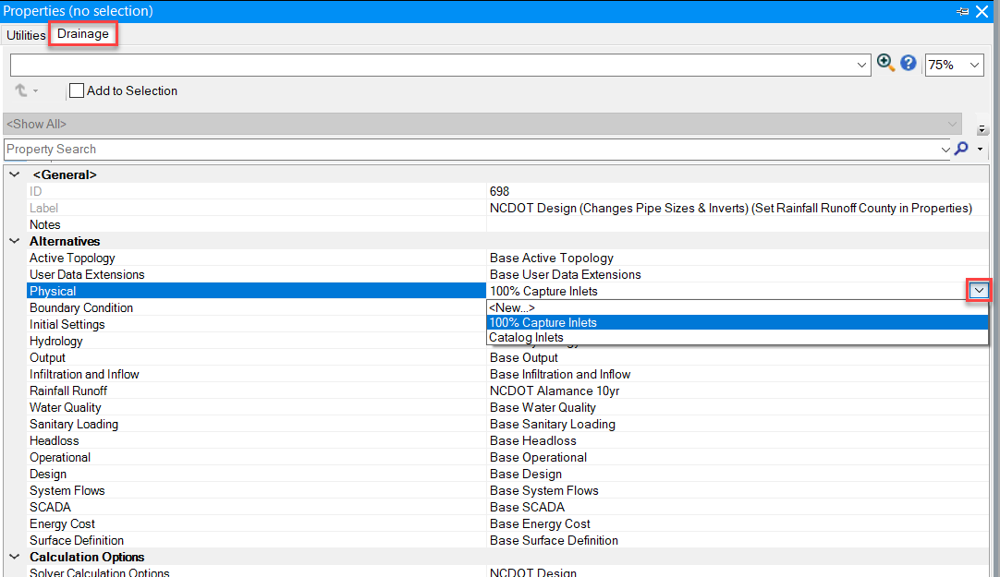 Properties (no selection)
Utilities Drainage
75%
Add to Selection
<Show All>
Property Search
<General>
ID 698
Label NCDOT Design (Changes Pipe Sizes & Inverts) (Set Rainfall Runoff County in Properties)
Notes
Alternatives
Active Topology Base Active Topology
User Data Extensions Base User Data Extensions
Physical 100% Capture Inlets
Boundary Condition <New...>
Initial Settings 100% Capture Inlets
Hydrology Catalog Inlets
Output Base Output
Infiltration and Inflow Base Infiltration and Inflow
Rainfall Runoff NCDOT Alamance 10yr
Water Quality Base Water Quality
Sanitary Loading Base Sanitary Loading
Headloss Base Headloss
Operational Base Operational
Design Base Design
System Flows Base System Flows
SCADA Base SCADA
Energy Cost Base Energy Cost
Surface Definition Base Surface Definition
Calculation Options
Solver Calculation Options NCDOT Design